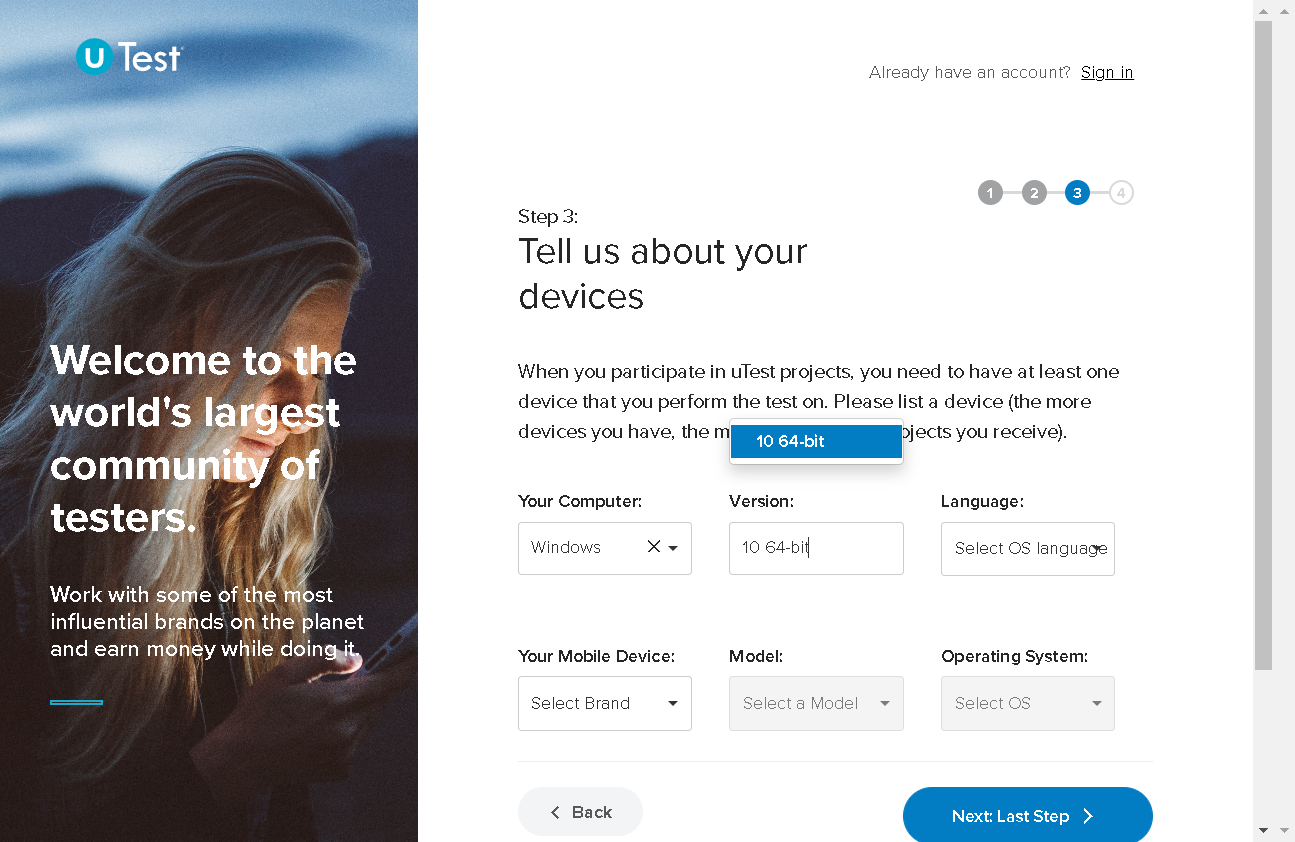 U Test
Already have an account? Sign in
1 2 3 4
Step 3:
Tell us about your
devices
Welcome to the
world's largest
community of
testers.
Work with some of the most
influential brands on the planet
and earn money while doing it.
When you participate in uTest projects, you need to have at least one
device that you perform the test on. Please list a device (the more
devices you have, the m ojects you receive).
10 64-bit
Your Computer: Version: Language:
Windows 10 64-bit Select OS language
Your Mobile Device: Model: Operating System:
Select Brand Select a Model Select OS
Back Next: Last Step